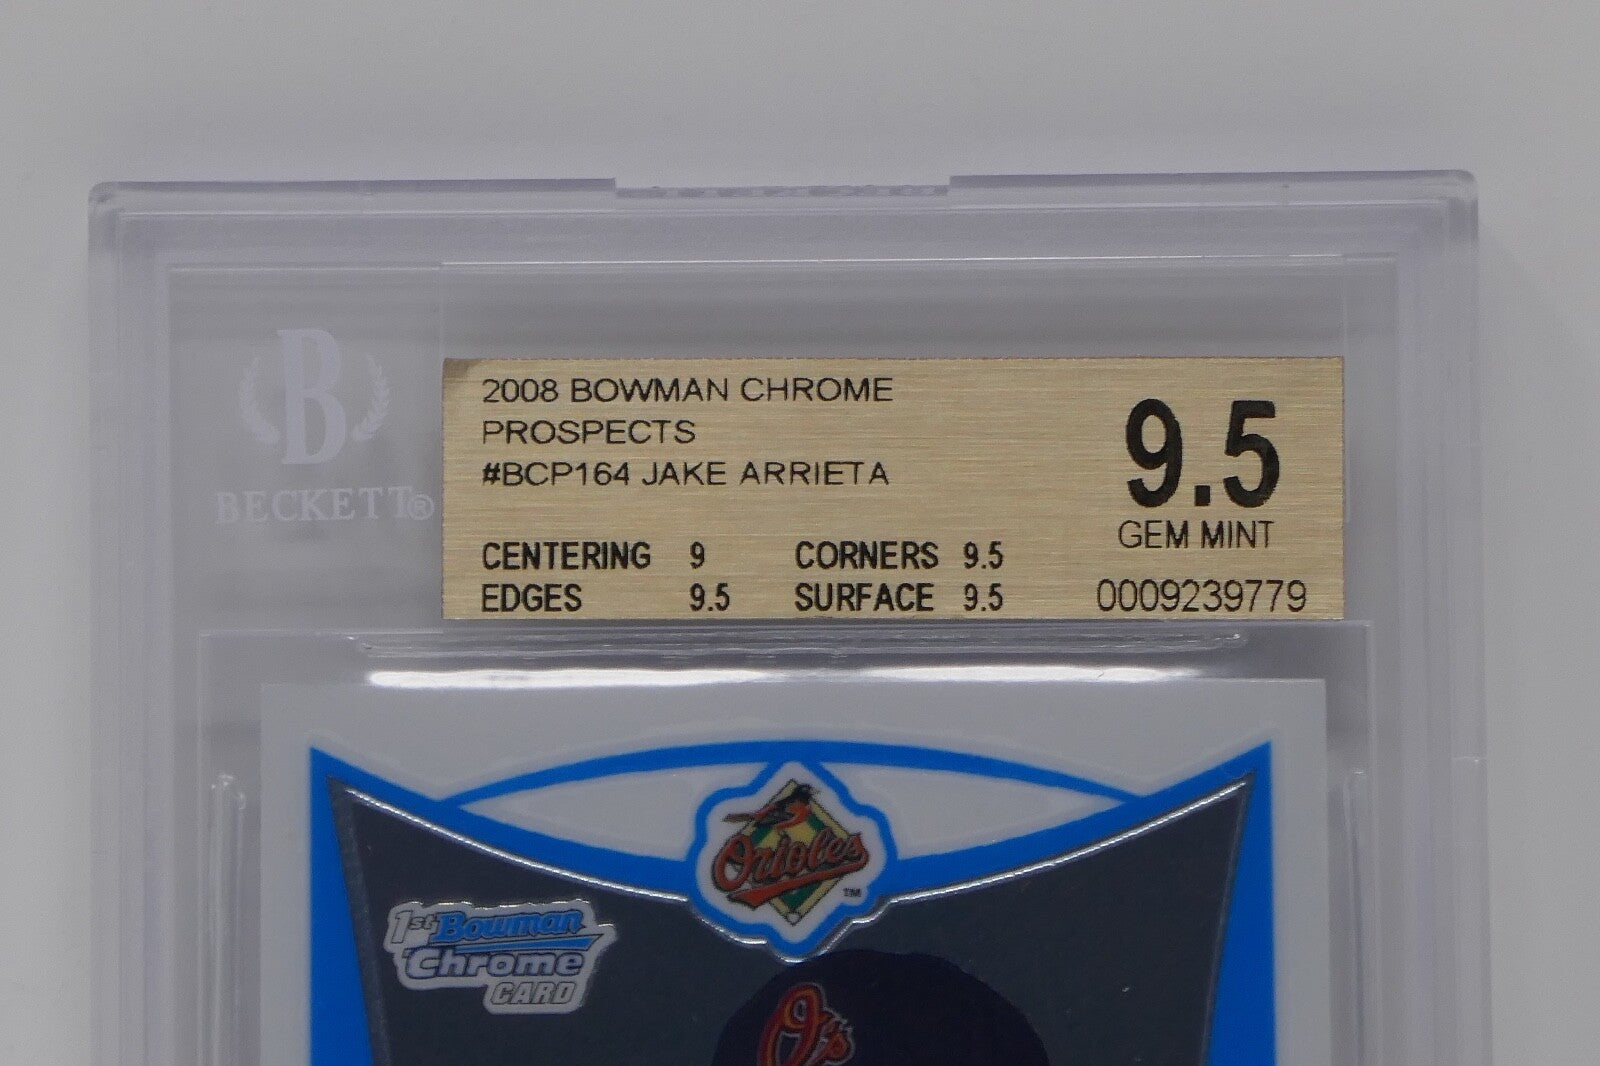 BECKETT®
2008 BOWMAN CHROME
PROSPECTS
#BCP164 JAKE ARRIETA
9.5
GEM MINT
CENTERING 9 CORNERS 9.5
EDGES 9.5 SURFACE 9.5
0009239779
B
Orioles
TM
1st Bowman
Chrome
CARD
O's